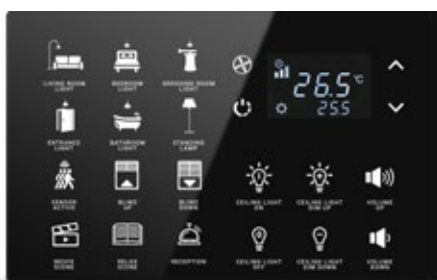 LIVING ROOM LIGHT
BEDROOM LIGHT
DRESSING ROOM LIGHT
26.5 °C
25.5
ENTRANCE LIGHT
BATHROOM LIGHT
STANDING LAMP
SENSOR ACTIVE
BLIND UP
BLIND DOWN
CEILING LIGHT ON
CEILING LIGHT DIM UP
VOLUME UP
MOVIE SCENE
RELAX SCENE
RECEPTION
CEILING LIGHT OFF
CEILING LIGHT DIM DOWN
VOLUME DOWN